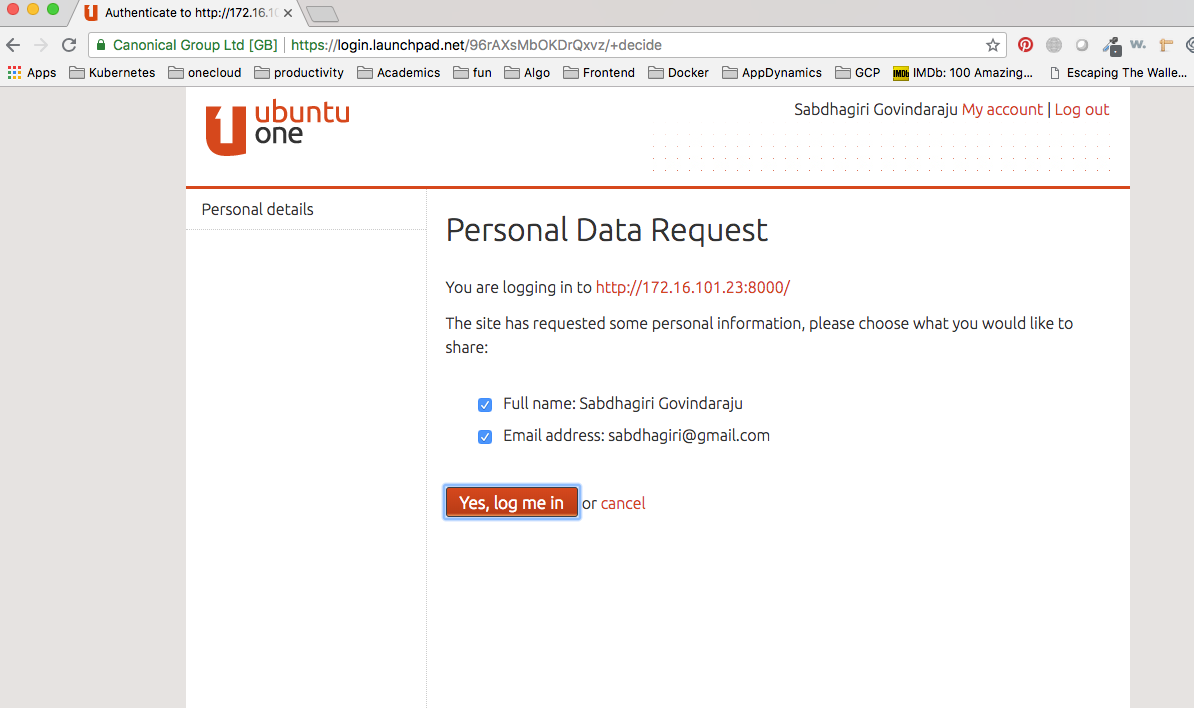 Authenticate to http://172.16.10
Canonical Group Ltd [GB] https://login.launchpad.net/96rAXsMbOKDrQxvz/+decide
w.
Apps Kubernetes onecloud productivity Academics fun Algo Frontend Docker AppDynamics GCP IMDb IMDb: 100 Amazing... Escaping The Walle...
ubuntu
one
Sabdhagiri Govindaraju My account | Log out
Personal details
Personal Data Request
You are logging in to http://172.16.101.23:8000/
The site has requested some personal information, please choose what you would like to
share:
Full name: Sabdhagiri Govindaraju
Email address: sabdhagiri@gmail.com
Yes, log me in or cancel